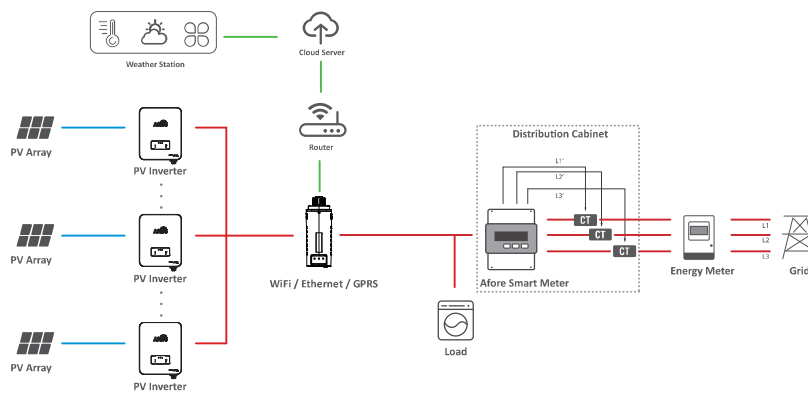 Weather Station
Cloud Server
Router
PV Array
PV Inverter
PV Array
PV Inverter
PV Array
PV Inverter
WiFi / Ethernet / GPRS
Load
Distribution Cabinet
L1'
L2'
L3'
CT
CT
CT
Afore Smart Meter
Energy Meter
L1
L2
L3
Grid